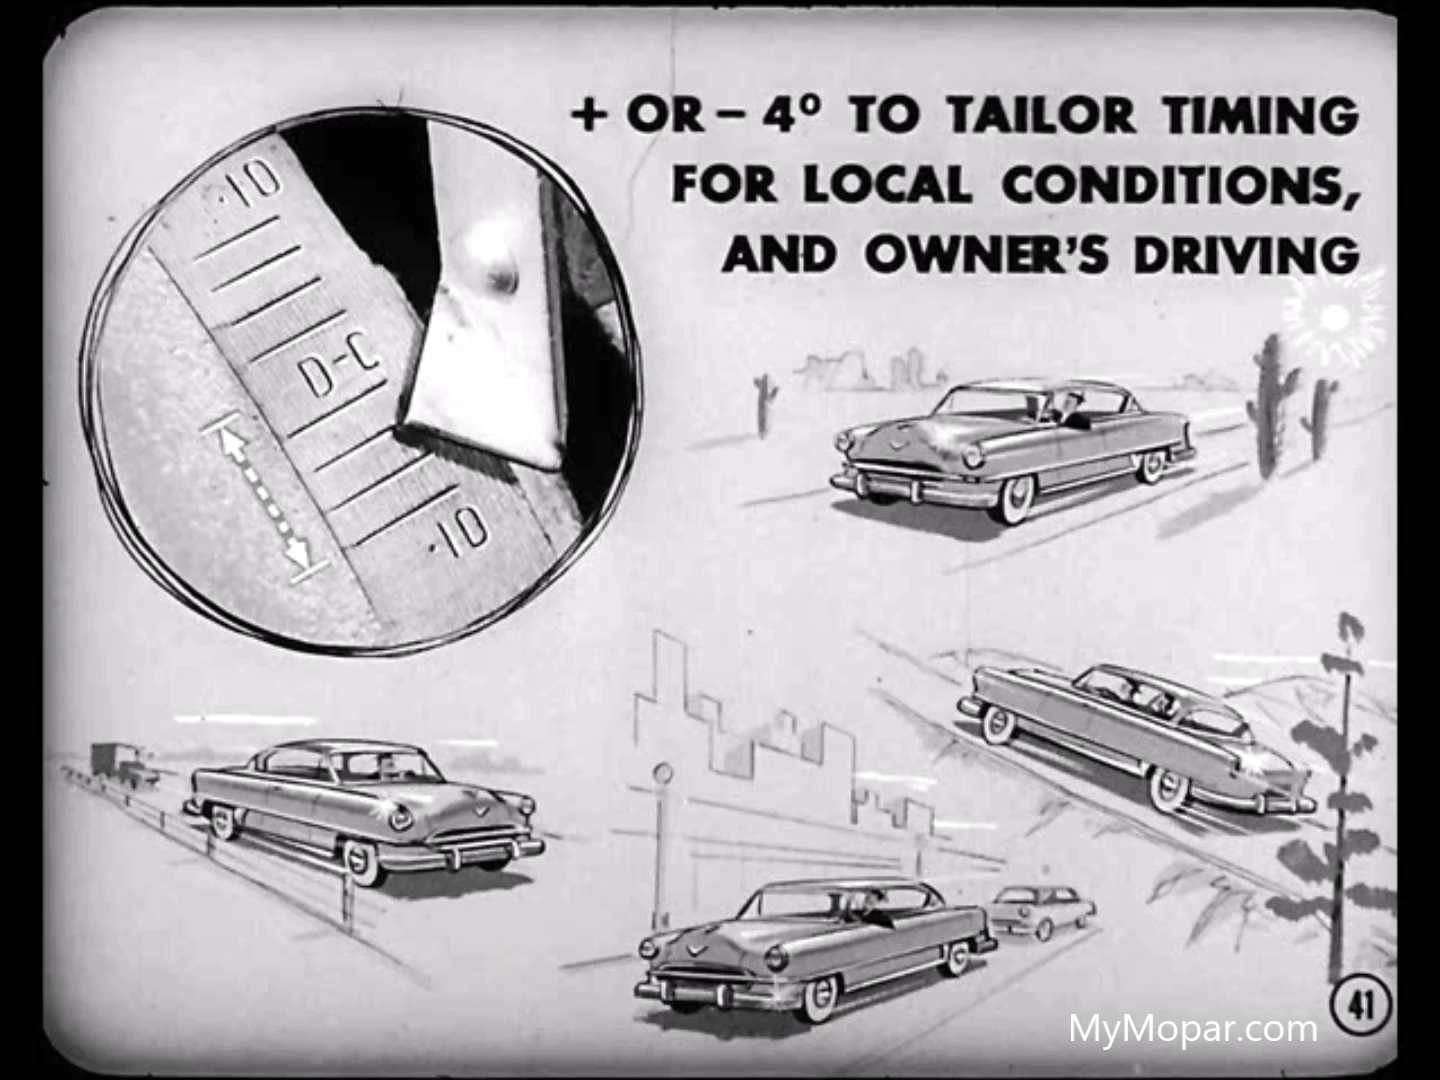 + OR - 4° TO TAILOR TIMING
FOR LOCAL CONDITIONS,
AND OWNER'S DRIVING
·10
D-C
·10
41
MyMopar.com